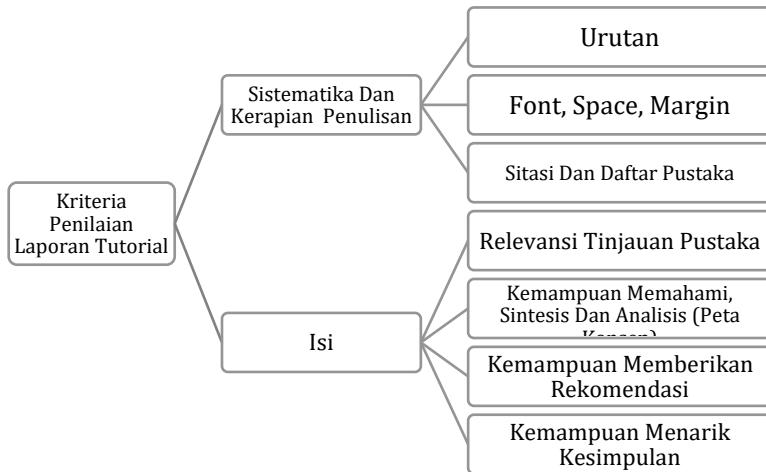 Kriteria
Penilaian
Laporan Tutorial
Sistematika Dan
Kerapian Penulisan
Urutan
Font, Space, Margin
Sitasi Dan Daftar Pustaka
Isi
Relevansi Tinjauan Pustaka
Kemampuan Memahami,
Sintesis Dan Analisis (Peta
Kemampuan Memberikan
Rekomendasi
Kemampuan Menarik
Kesimpulan